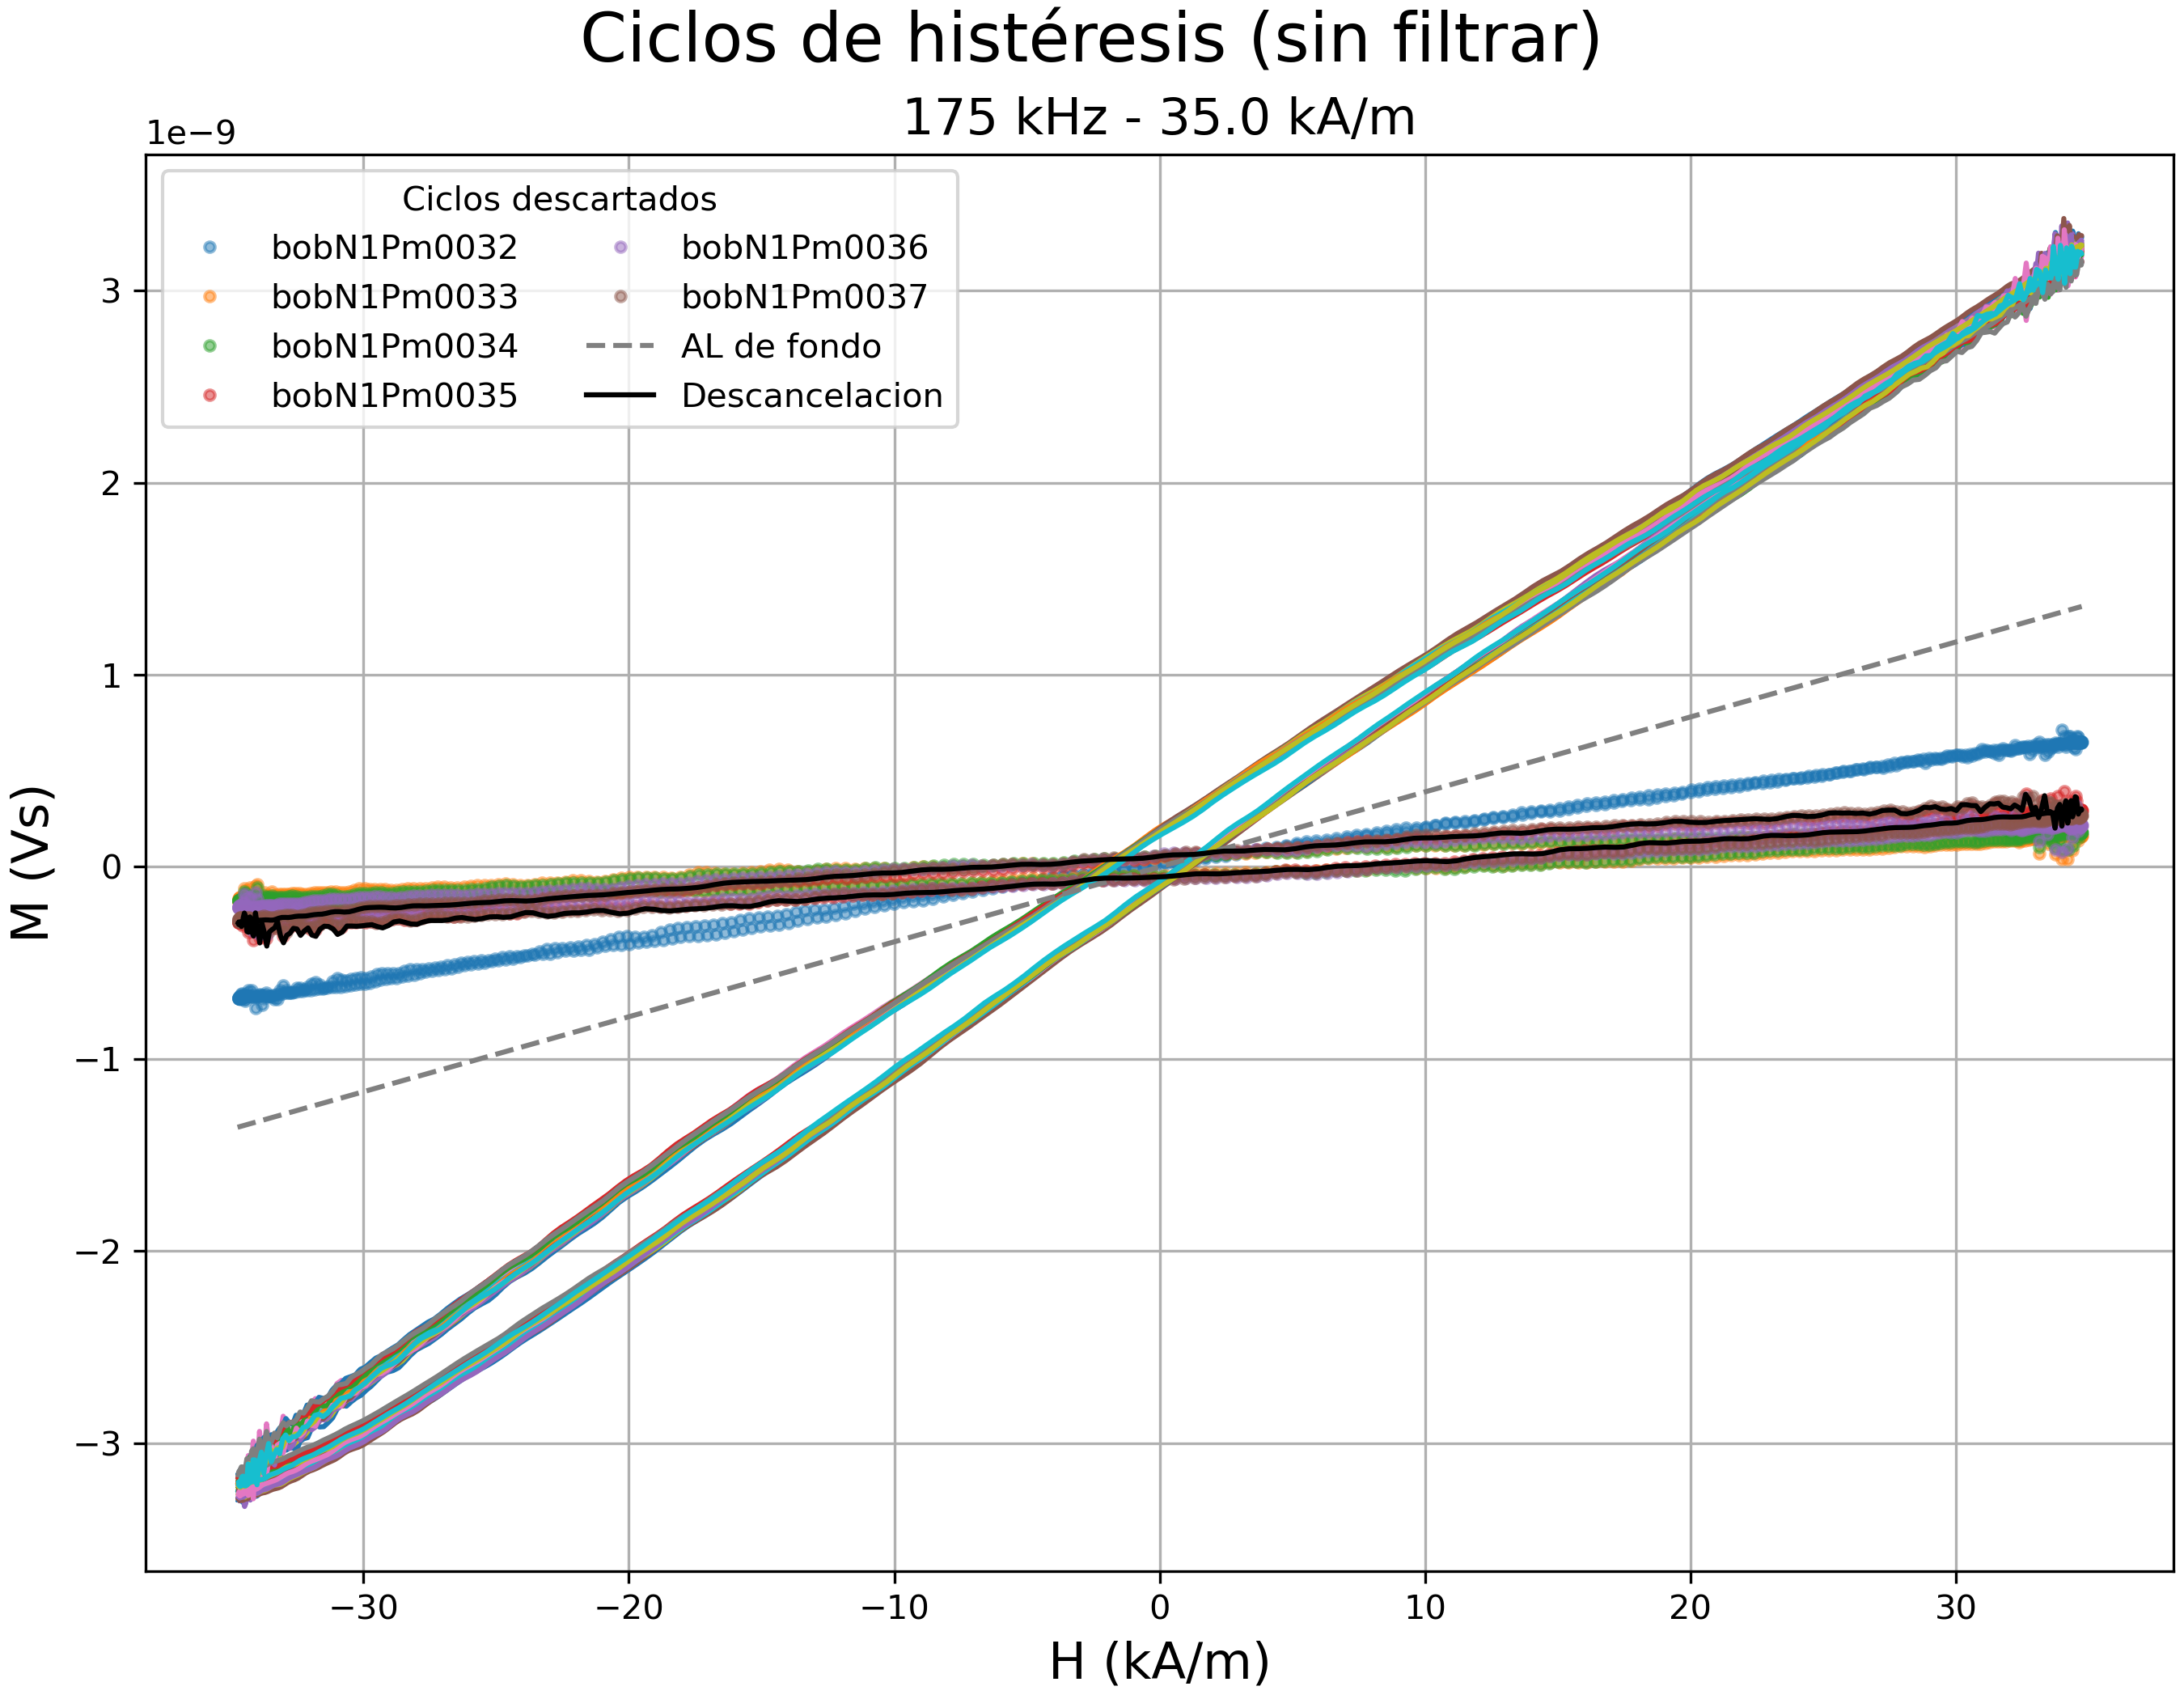 Ciclos de histéresis (sin filtrar)
175 kHz - 35.0 kA/m
1e−9
Ciclos descartados
bobN1Pm0032
bobN1Pm0033
bobN1Pm0034
bobN1Pm0035
bobN1Pm0036
bobN1Pm0037
AL de fondo
Descancelacion
3
2
1
0
−1
−2
−3
M (Vs)
−30 −20 −10 0 10 20 30
H (kA/m)